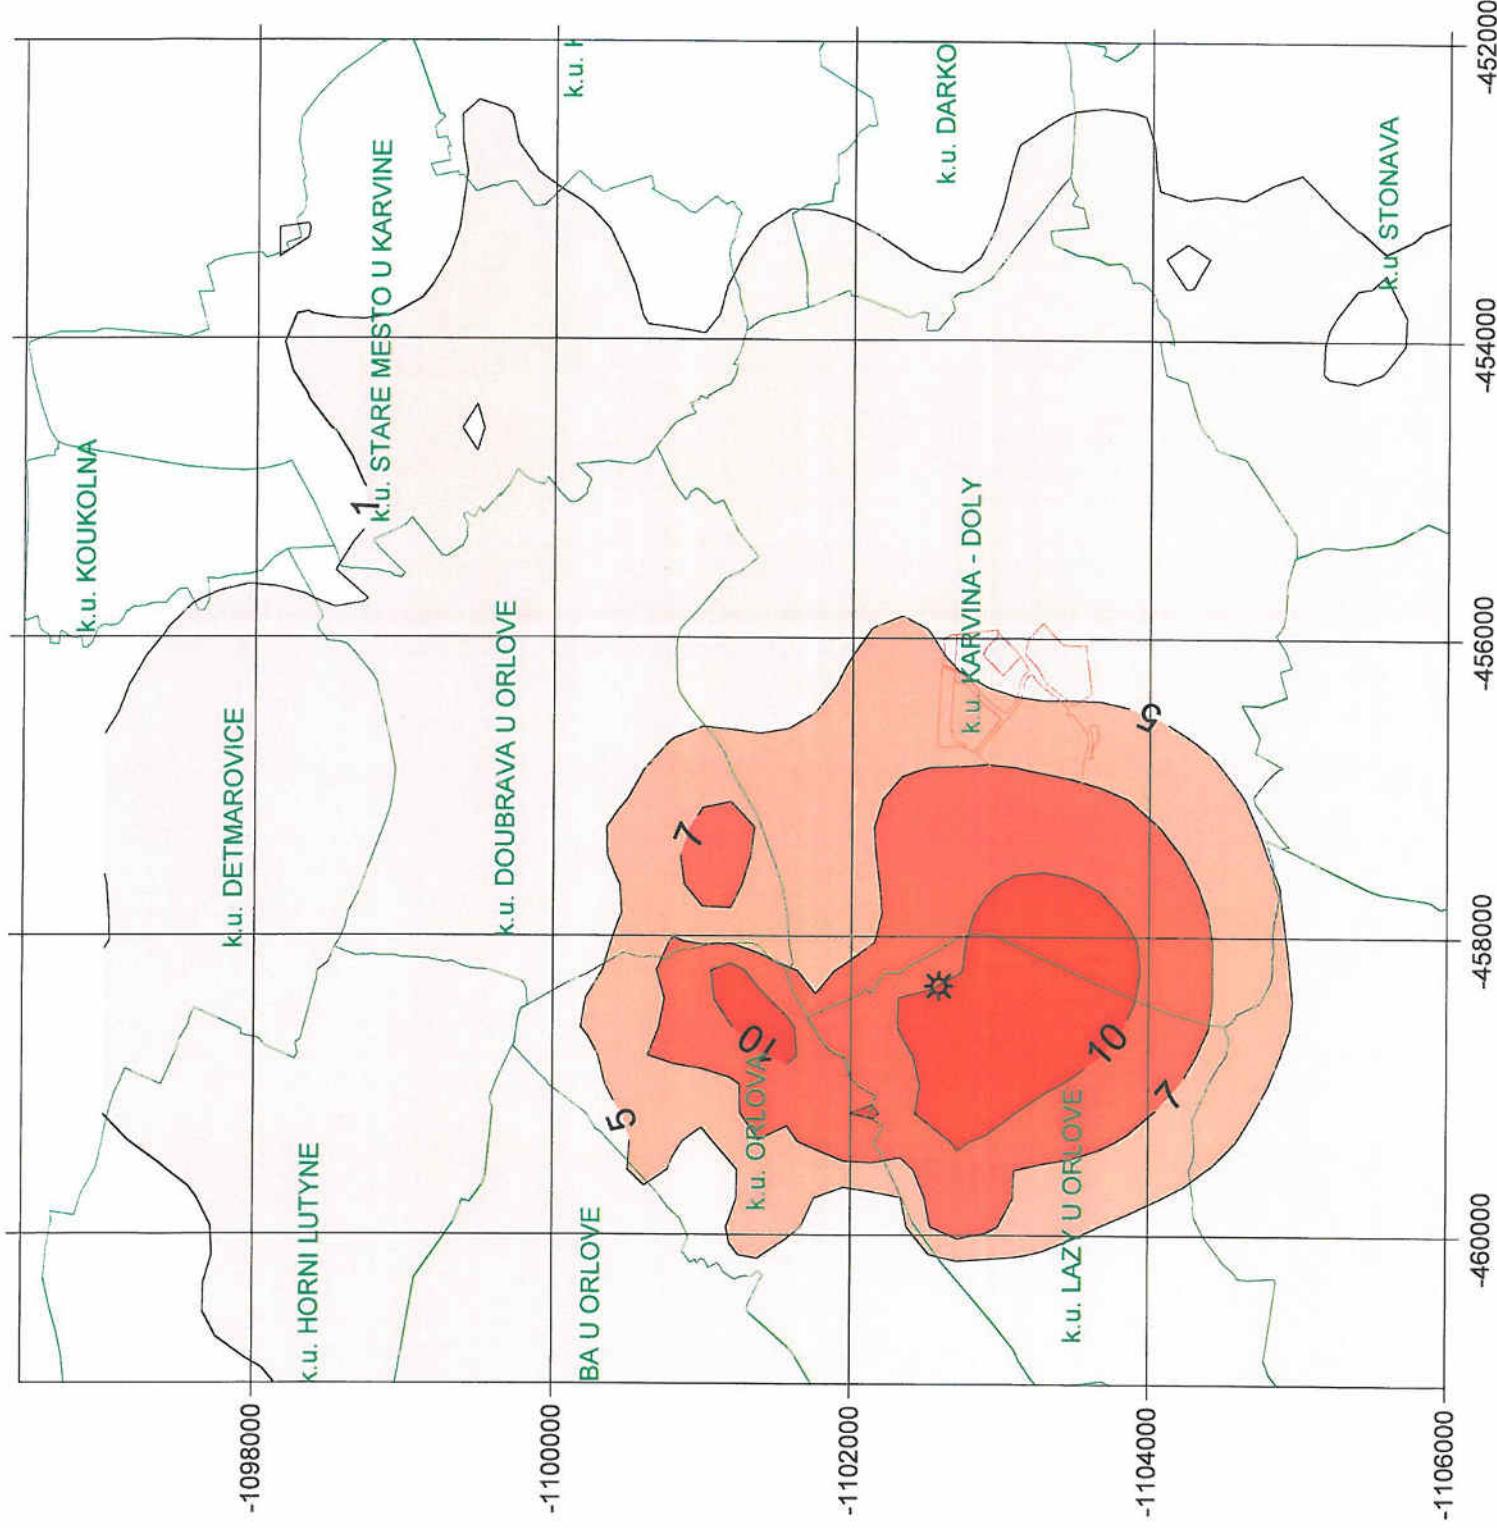 k.u. KOUKOLNA
k.u. DETMAROVICE
-1098000
k.u. HORNI LUTYNE
1
k.u. STARE MESTO U KARVINE
k.u. DOUBRAVA U ORLOVE
-1100000
k.u.
BA U ORLOVE
5
7
10
k.u. ORLOVA
-1102000
k.u. DARKO
k.u. KARVINA - DOLY
k.u. LAZY U ORLOVE
10
-1104000
5
7
k.u STONAVA
-1106000
-460000
-458000
-456000
-454000
-452000